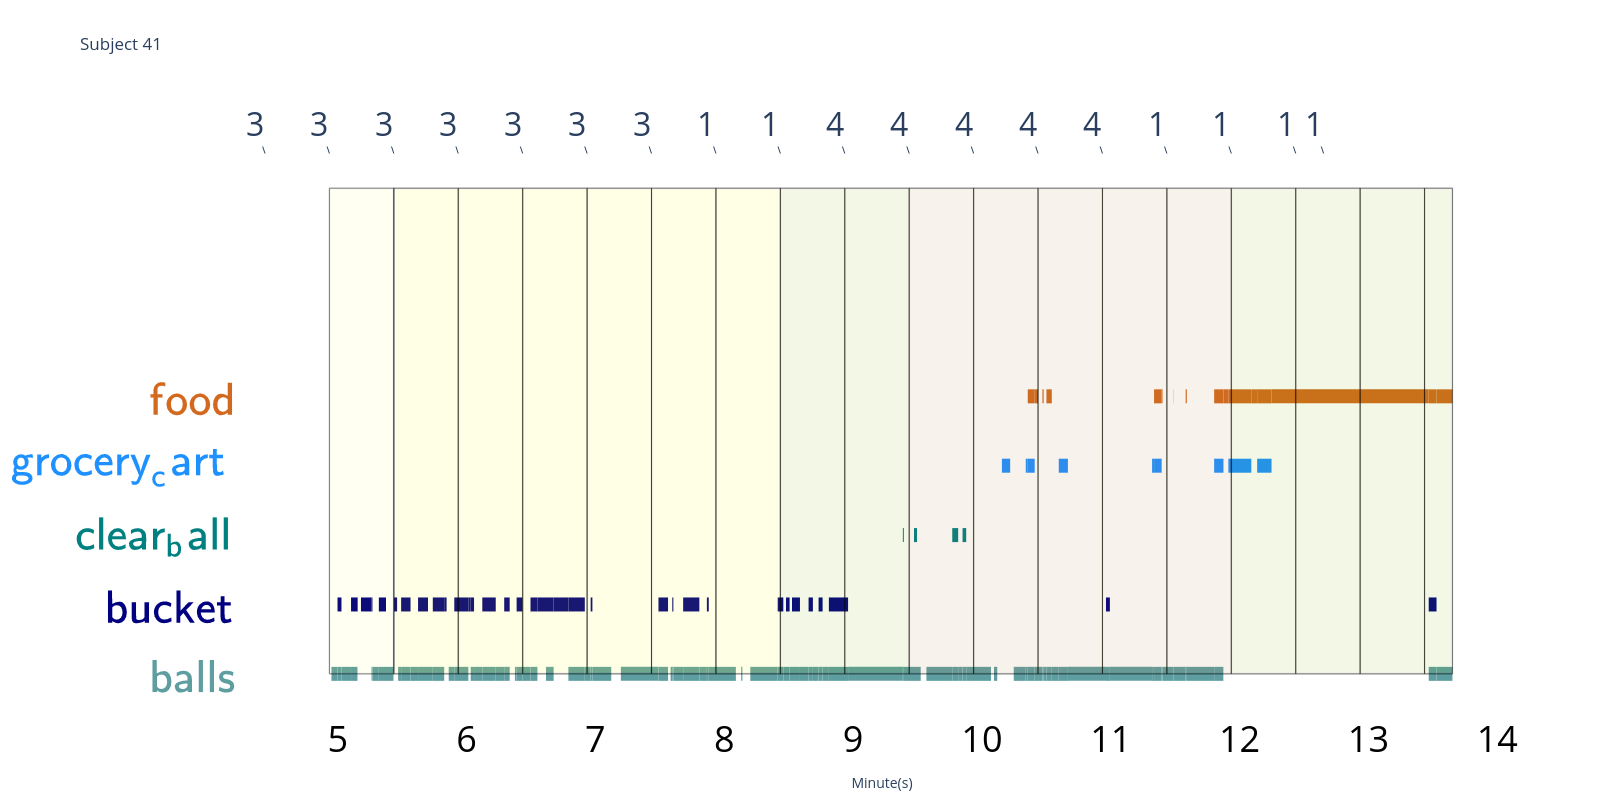 Subject 41
3 3 3 3 3 3 3 1 1 4 4 4 4 4 1 1 1 1
food
grocery_cart
clear_ball
bucket
balls
5 6 7 8 9 10 11 12 13 14
Minute(s)